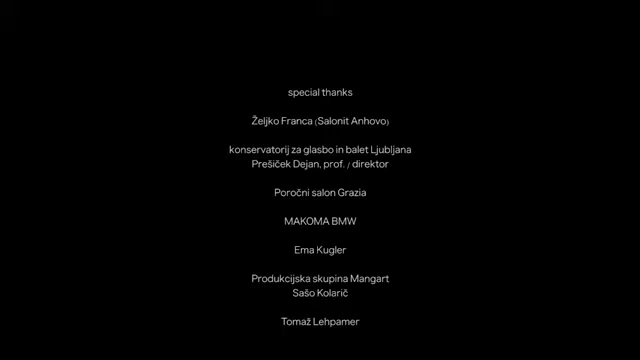 special thanks
Željko Franca (Salonit Anhovo)
konservatorij za glasbo in balet Ljubljana
Prešiček Dejan, prof. / direktor
Poročni salon Grazia
MAKOMA BMW
Ema Kugler
Produkcijska skupina Mangart
Sašo Kolarič
Tomaž Lehpamer